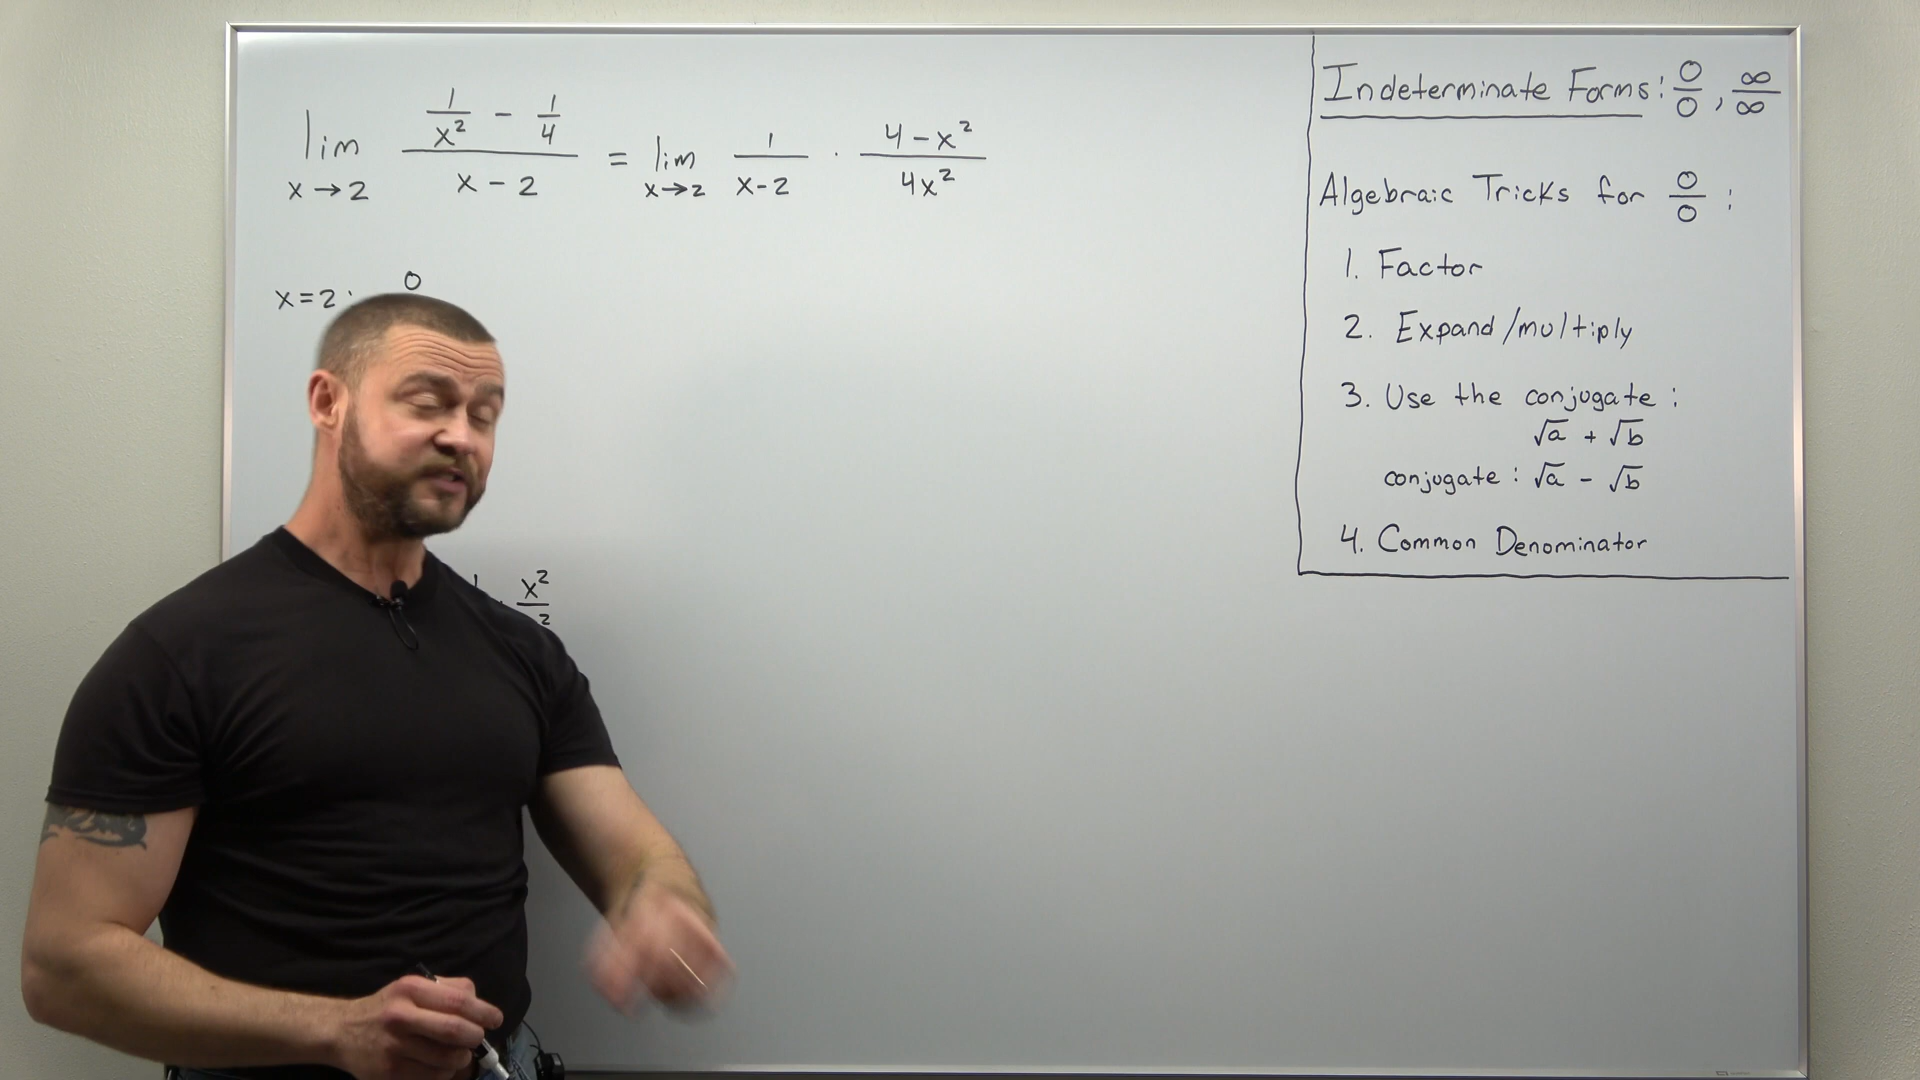 lim x→2 (1/x² - 1/4)/(x - 2) = lim x→2 1/(x-2) · (4-x²)/(4x²)
x=2: 0
x²/²
Indeterminate Forms: 0/0, ∞/∞
Algebraic Tricks for 0/0 :
1. Factor
2. Expand/multiply
3. Use the conjugate :
√a + √b
conjugate : √a - √b
4. Common Denominator